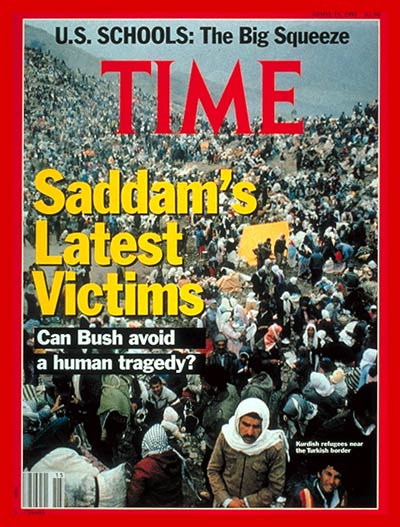 U.S. SCHOOLS: The Big Squeeze
TIME
Saddam's
Latest
Victims
Can Bush avoid
a human tragedy?
Kurdish refugees near
the Turkish border
15